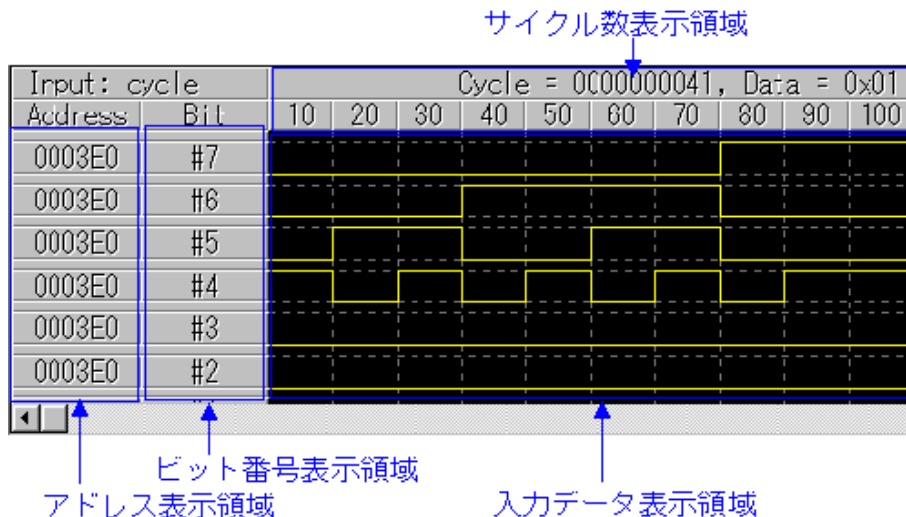 サイクル数表示領域
Input: cycle
Cycle = 0000000041, Data = 0x01
Address Bit 10 20 30 40 50 60 70 80 90 100
0003E0 #7
0003E0 #6
0003E0 #5
0003E0 #4
0003E0 #3
0003E0 #2
ビット番号表示領域
アドレス表示領域 入力データ表示領域